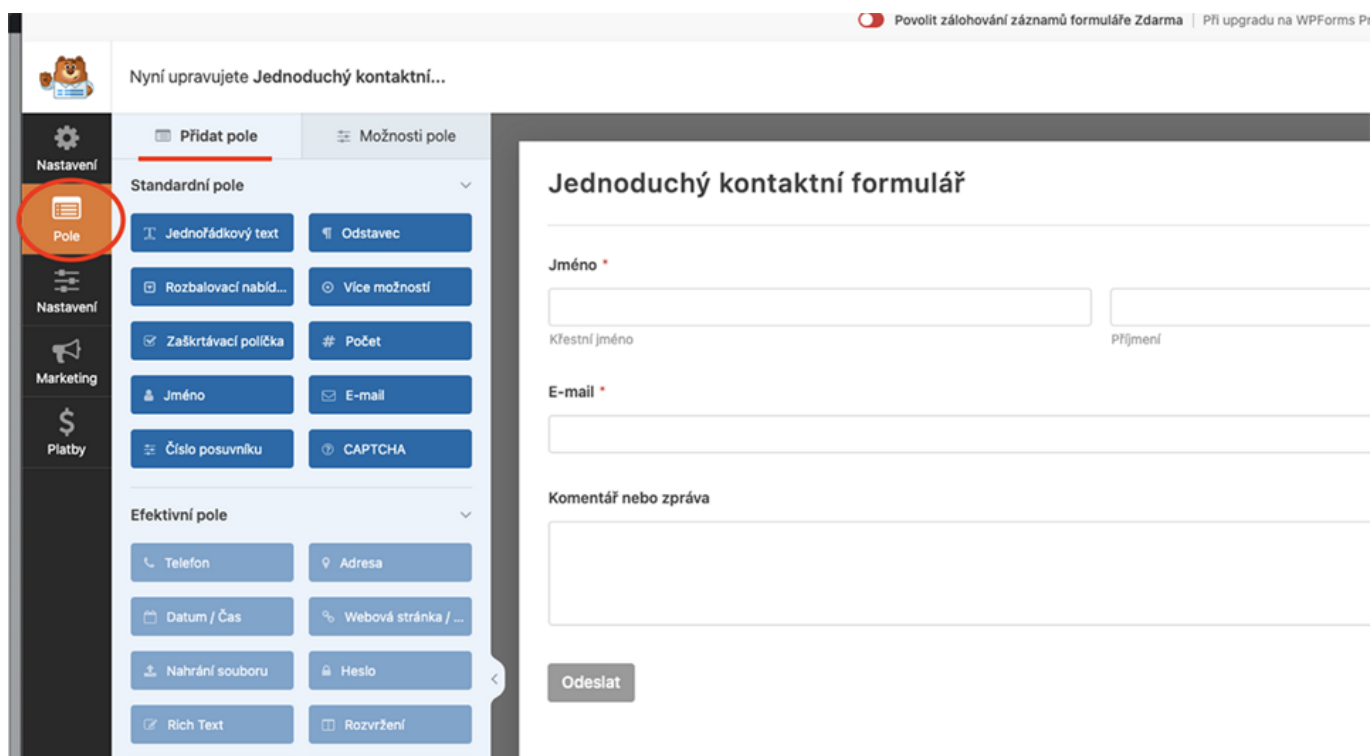 Povolit zálohování záznamů formuláře Zdarma | Při upgradu na WPForms Pr
Nyní upravujete Jednoduchý kontaktní...
Nastavení
Pole
Nastavení
Marketing
Platby
Přidat pole
Možnosti pole
Standardní pole
Jednořádkový text
Odstavec
Rozbalovací nabíd...
Více možností
Zaškrtávací políčka
# Počet
Jméno
E-mail
Číslo posuvníku
CAPTCHA
Efektivní pole
Telefon
Adresa
Datum / Čas
Webová stránka / ...
Nahrání souboru
Heslo
Rich Text
Rozvržení
Jednoduchý kontaktní formulář
Jméno *
Křestní jméno
Příjmení
E-mail *
Komentář nebo zpráva
Odeslat